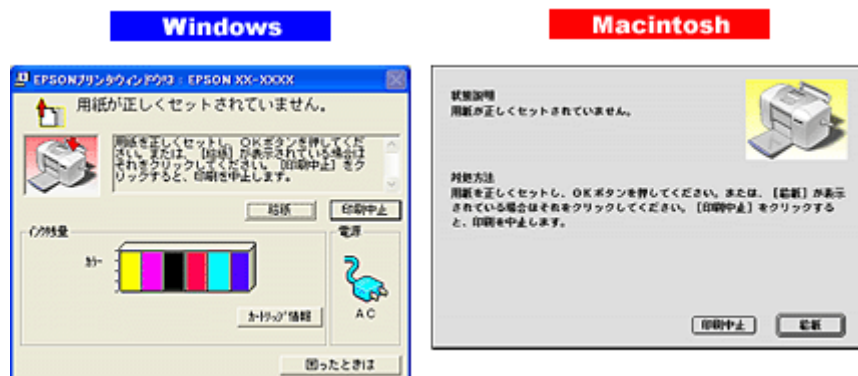 Windows
Macintosh
EPSONプリンタウィンドウ!3 : EPSON XX-XXXX
用紙が正しくセットされていません。
用紙を正しくセットし、OKボタンを押してくだ
さい。または、［給紙］が表示されている場合は
それをクリックしてください。［印刷中止］をク
リックすると、印刷を中止します。
給紙
印刷中止
インク残量
電源
カラー
AC
カートリッジ情報
困ったときは
状態説明
用紙が正しくセットされていません。
対処方法
用紙を正しくセットし、OKボタンを押してください。または、［給紙］が表示
されている場合はそれをクリックしてください。［印刷中止］をクリックする
と、印刷を中止します。
印刷中止
給紙